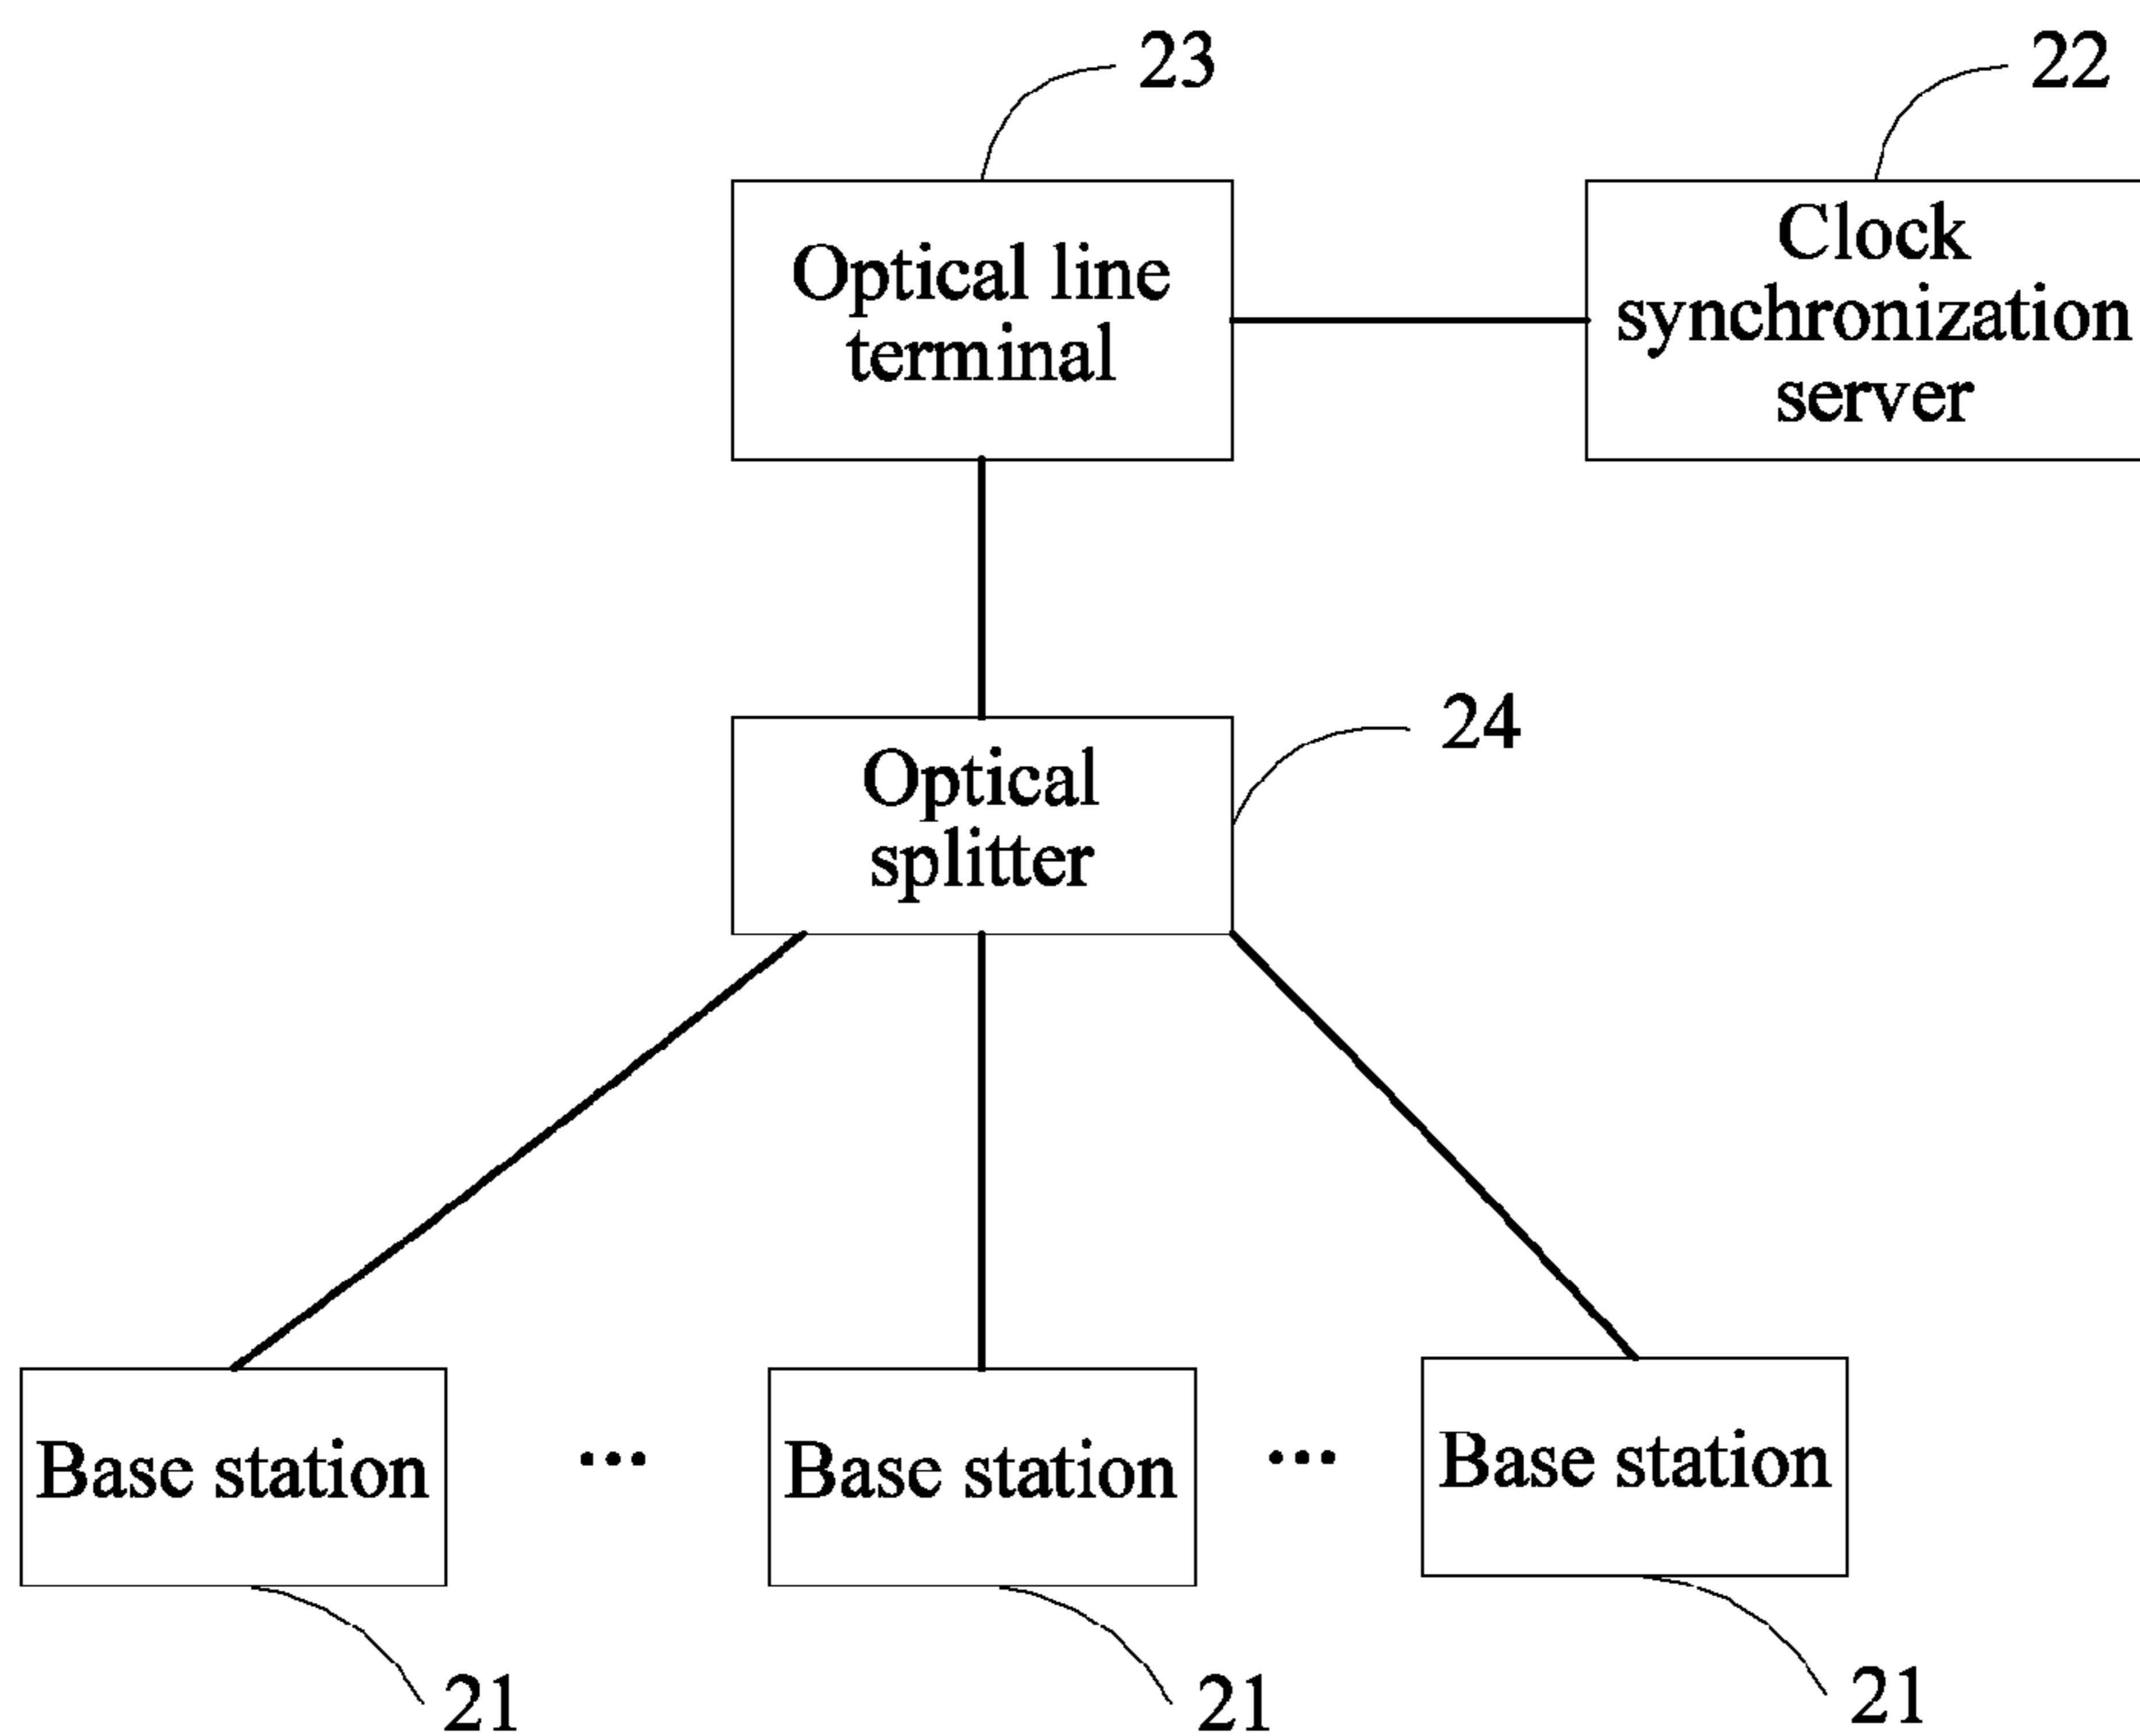 23
22
Optical line
terminal
Clock
synchronization
server
24
Optical
splitter
Base station
...
Base station
...
Base station
21
21
21